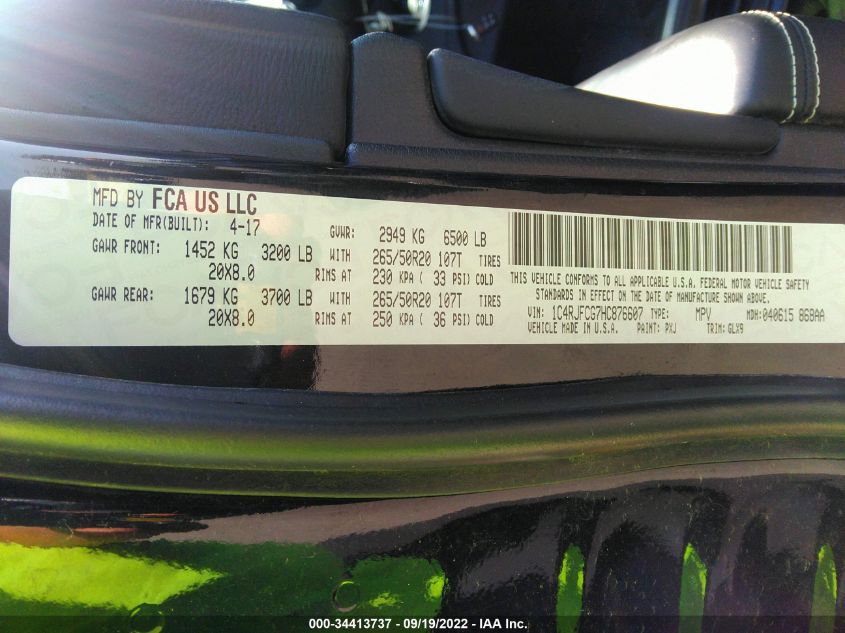 MFD BY FCA US LLC
DATE OF MFR(BUILT): 4-17 GVWR: 2949 KG 6500 LB
GAWR FRONT: 1452 KG 3200 LB WITH 265/50R20 107T TIRES
20X8.0 RIMS AT 230 KPA ( 33 PSI) COLD
GAWR REAR: 1679 KG 3700 LB WITH 265/50R20 107T TIRES
20X8.0 RIMS AT 250 KPA ( 36 PSI) COLD
THIS VEHICLE CONFORMS TO ALL APPLICABLE U.S.A. FEDERAL MOTOR VEHICLE SAFETY
STANDARDS IN EFFECT ON THE DATE OF MANUFACTURE SHOWN ABOVE.
VIN: 1C4RJFCG7HC876607 TYPE: MPV MDH: 040615 868AA
VEHICLE MADE IN U.S.A. PAINT: PXJ TRIM: GLX9
000-34413737 - 09/19/2022 - IAA Inc.